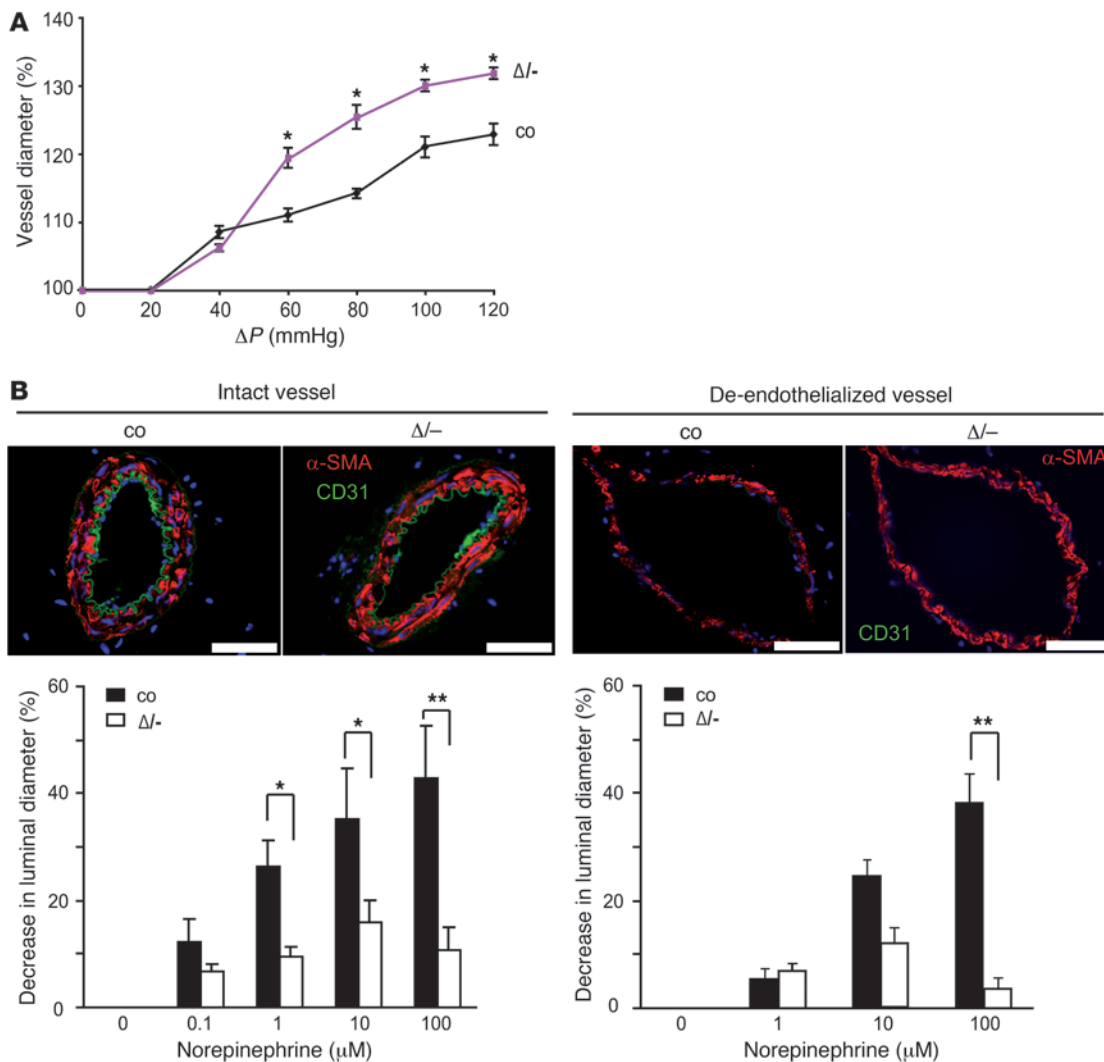 A
140
130
120
110
100
Vessel diameter (%)
* * * * *
Δ/-
co
0 20 40 60 80 100 120
ΔP (mmHg)
B
Intact vessel
De-endothelialized vessel
co
Δ/–
co
Δ/–
α-SMA
CD31
α-SMA
CD31
60
40
20
0
Decrease in luminal diameter (%)
co
Δ/-
*
*
**
0 0.1 1 10 100
Norepinephrine (μM)
60
40
20
0
Decrease in luminal diameter (%)
co
Δ/-
**
0 1 10 100
Norepinephrine (μM)